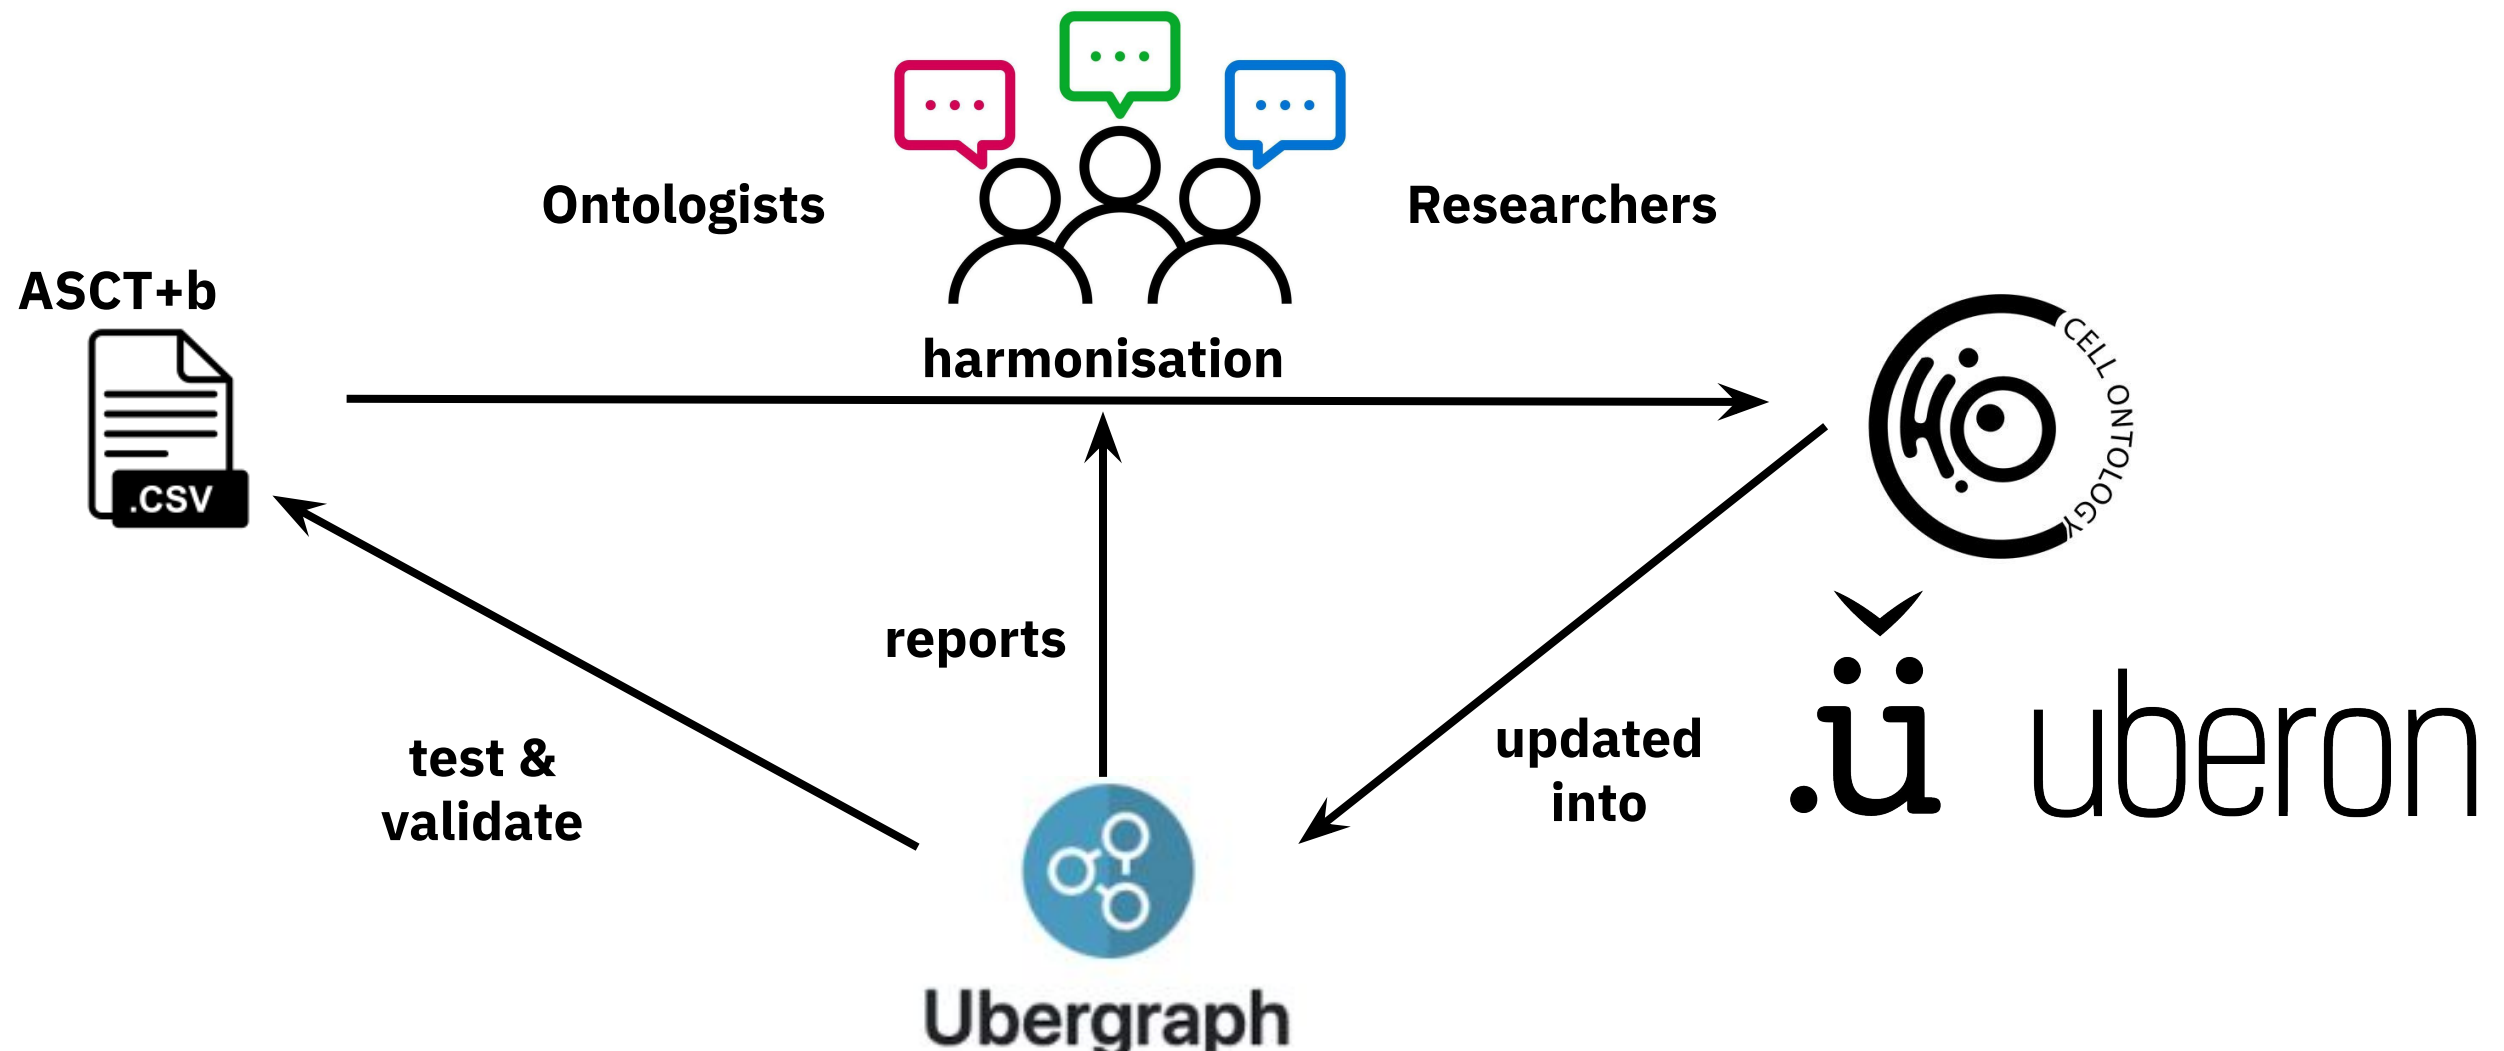 Ontologists
Researchers
ASCT+b
.CSV
harmonisation
CELL ONTOLOGY
reports
updated
into
.ü uberon
test &
validate
Ubergraph